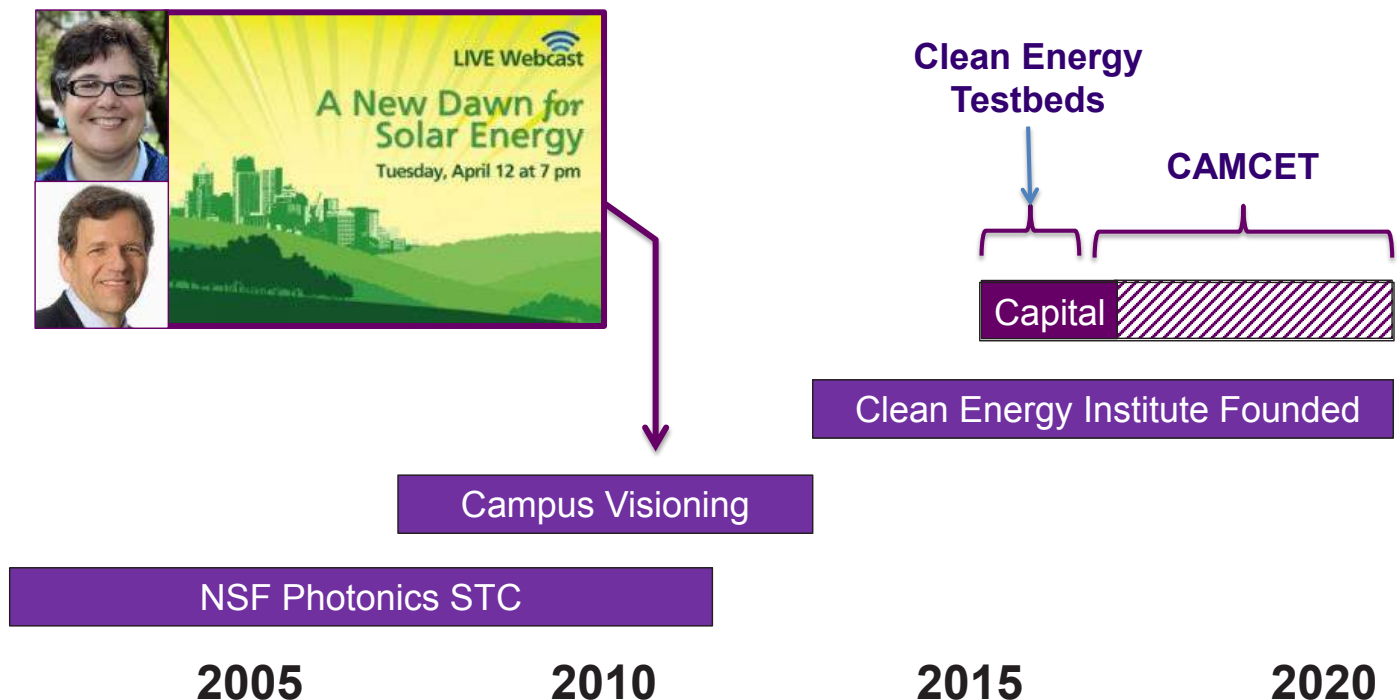 LIVE Webcast
A New Dawn for
Solar Energy
Tuesday, April 12 at 7 pm
Clean Energy
Testbeds
CAMCET
Capital
Clean Energy Institute Founded
Campus Visioning
NSF Photonics STC
2005 2010 2015 2020